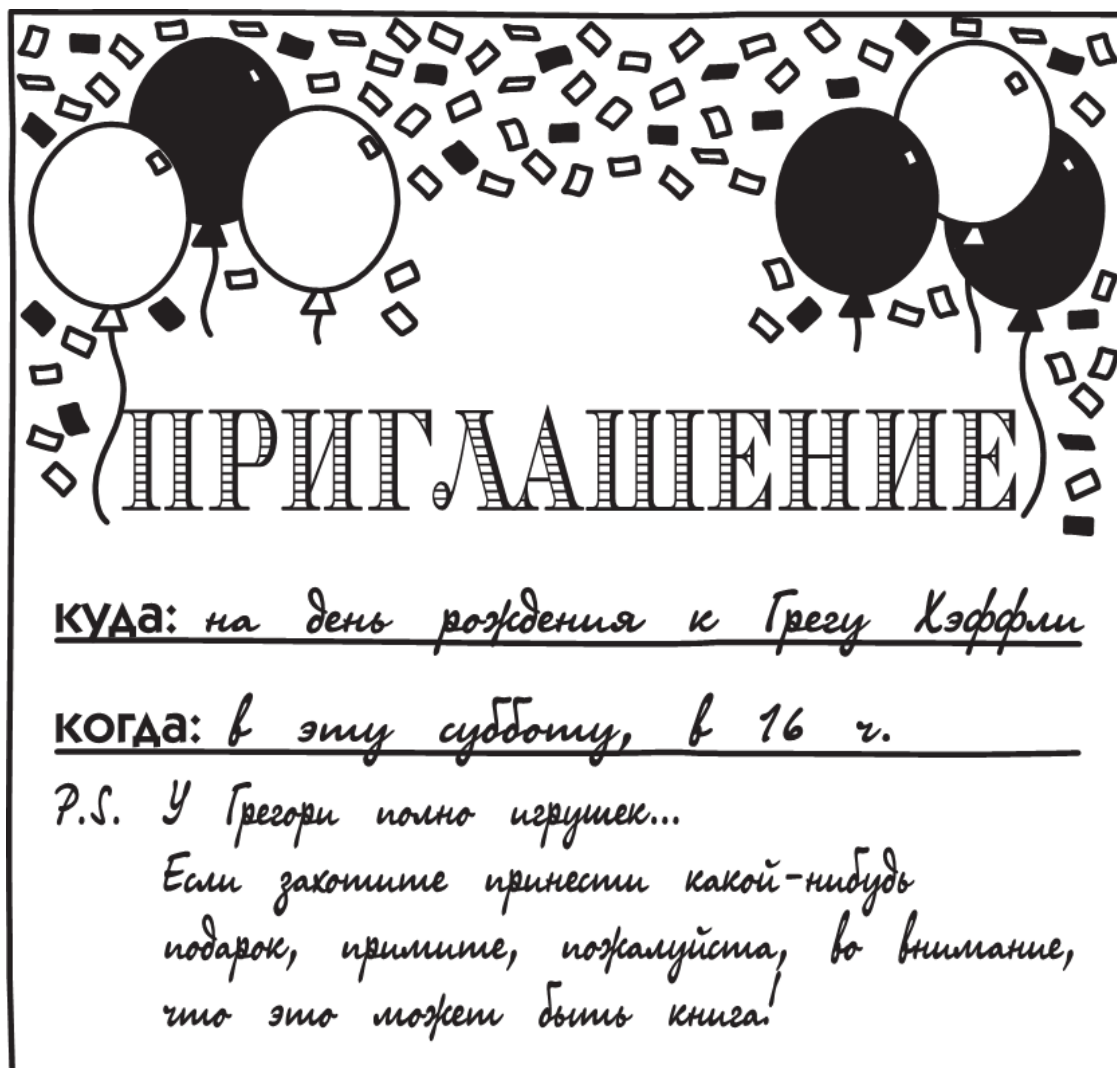 ПРИГЛАШЕНИЕ
куда: на день рождения к Грегу Хэффли
когда: в эту субботу, в 16 ч.
P.S. У Грегори полно игрушек...
Если захотите принести какой-нибудь
подарок, примите, пожалуйста, во внимание,
что это может быть книга!